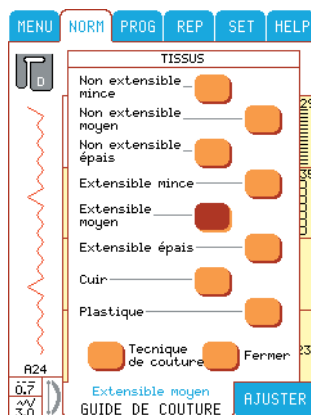 MENU NORM PROG REP SET HELP
TISSUS
D
Non extensible
mince
Non extensible
moyen
Non extensible
épais
Extensible mince
Extensible
moyen
Extensible épais
Cuir
Plastique
Tecnique
de couture
Fermer
A24
0.7
3.0
Extensible moyen
GUIDE DE COUTURE
AJUSTER